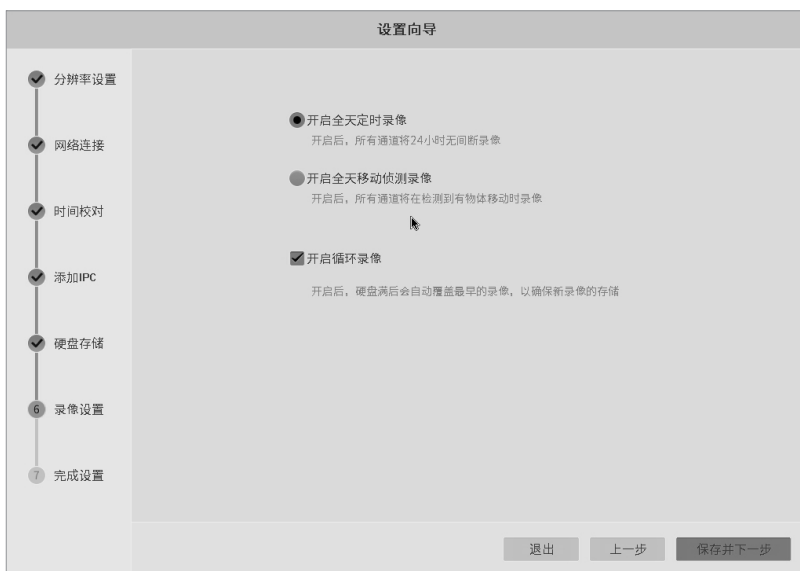 设置向导
分辨率设置
网络连接
时间校对
添加IPC
硬盘存储
6 录像设置
7 完成设置
开启全天定时录像
开启后，所有通道将24小时无间断录像
开启全天移动侦测录像
开启后，所有通道将在检测到有物体移动时录像
开启循环录像
开启后，硬盘满后会自动覆盖最早的录像，以确保新录像的存储
退出
上一步
保存并下一步